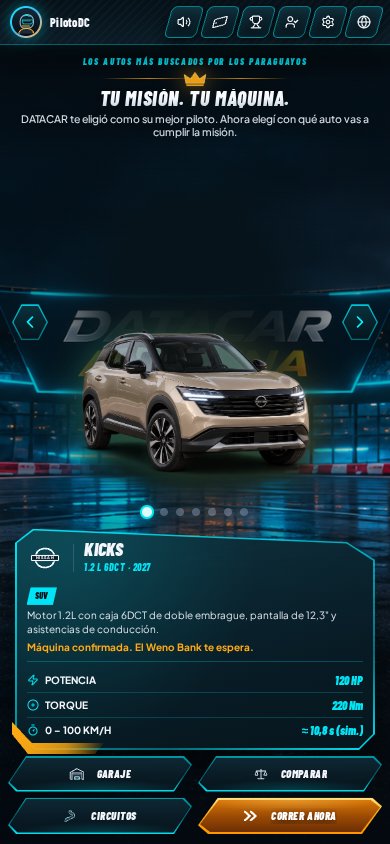 PilotoDC
LOS AUTOS MÁS BUSCADOS POR LOS PARAGUAYOS
TU MISIÓN. TU MÁQUINA.
DATACAR te eligió como su mejor piloto. Ahora elegí con qué auto vas a
cumplir la misión.
DATACAR
NISSAN
KICKS
1.2 L 6DCT · 2027
SUV
Motor 1.2L con caja 6DCT de doble embrague, pantalla de 12,3" y
asistencias de conducción.
Máquina confirmada. El Weno Bank te espera.
POTENCIA 120 HP
TORQUE 220 Nm
0 – 100 KM/H ≈ 10,8 s (sim.)
GARAJE COMPARAR
CIRCUITOS CORRER AHORA